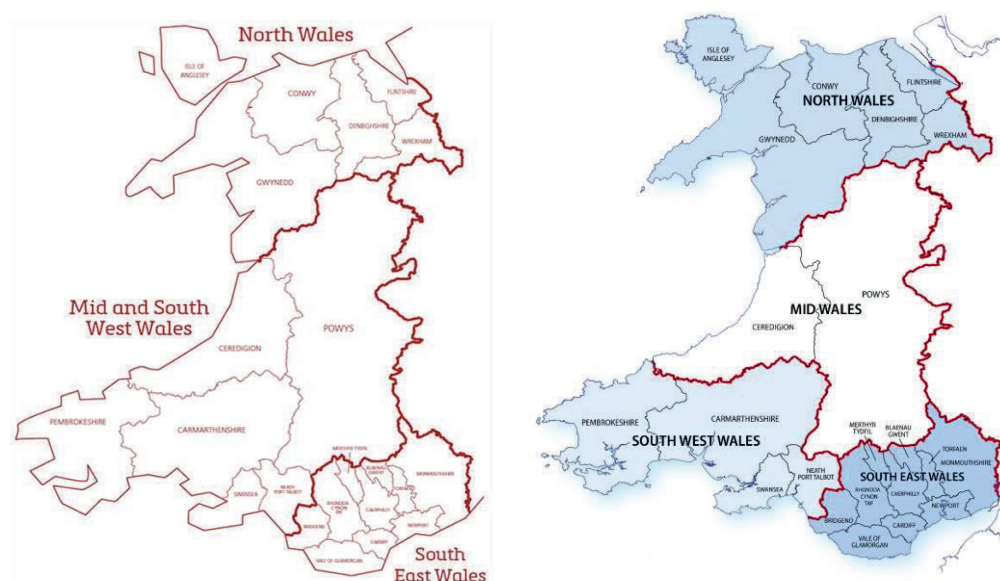 North Wales
ISLE OF
ANGLESEY
CONWY
FLINTSHIRE
DENBIGHSHIRE
WREXHAM
GWYNEDD
Mid and South
West Wales
POWYS
CEREDIGION
PEMBROKESHIRE
CARMARTHENSHIRE
MERTHYR TYDFIL
BLAENAU
GWENT
MONMOUTHSHIRE
TORFAEN
SWANSEA
NEATH
PORT TALBOT
RHONDDA
CYNON
TAF
CAERPHILLY
BRIDGEND
NEWPORT
CARDIFF
VALE OF GLAMORGAN
South
East Wales
ISLE OF
ANGLESEY
CONWY
FLINTSHIRE
NORTH WALES
DENBIGHSHIRE
WREXHAM
GWYNEDD
POWYS
MID WALES
CEREDIGION
PEMBROKESHIRE
CARMARTHENSHIRE
SOUTH WEST WALES
MERTHYR
TYDFIL
BLAENAU
GWENT
TORFAEN
MONMOUTHSHIRE
NEATH
PORT TALBOT
SOUTH EAST WALES
SWANSEA
RHONDDA
CYNON
TAF
CAERPHILLY
NEWPORT
BRIDGEND
CARDIFF
VALE OF
GLAMORGAN